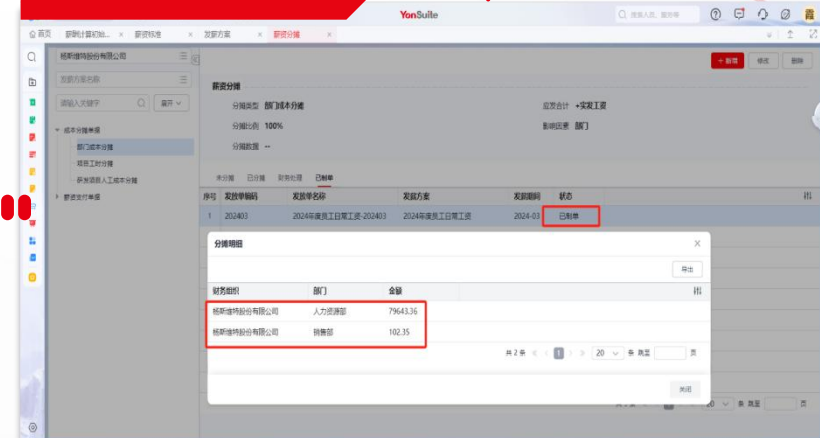 YonSuite
搜索人员、服务等
霞
首页 薪酬计算初始... × 薪资标准 × 发薪方案 × 薪资分摊 ×
杨斯维特股份有限公司
+ 新增 修改 删除
发薪方案名称
请输入关键字 展开
薪资分摊
分摊类型 部门成本分摊 应发合计 +实发工资
分摊比例 100% 影响因素 部门
分摊数据 --
成本分摊单据
部门成本分摊
项目工时分摊
研发项目人工成本分摊
薪资支付单据
未分摊 已分摊 财务处理 已制单
序号 发放单编码 发放单名称 发薪方案 发薪期间 状态
1 202403 2024年度员工日常工资-202403 2024年度员工日常工资 2024-03 已制单
分摊明细 ×
导出
财务组织 部门 金额
杨斯维特股份有限公司 人力资源部 79643.36
杨斯维特股份有限公司 销售部 102.35
共 2 条 1 20 条 跳至 页
关闭
20 条 跳至 页